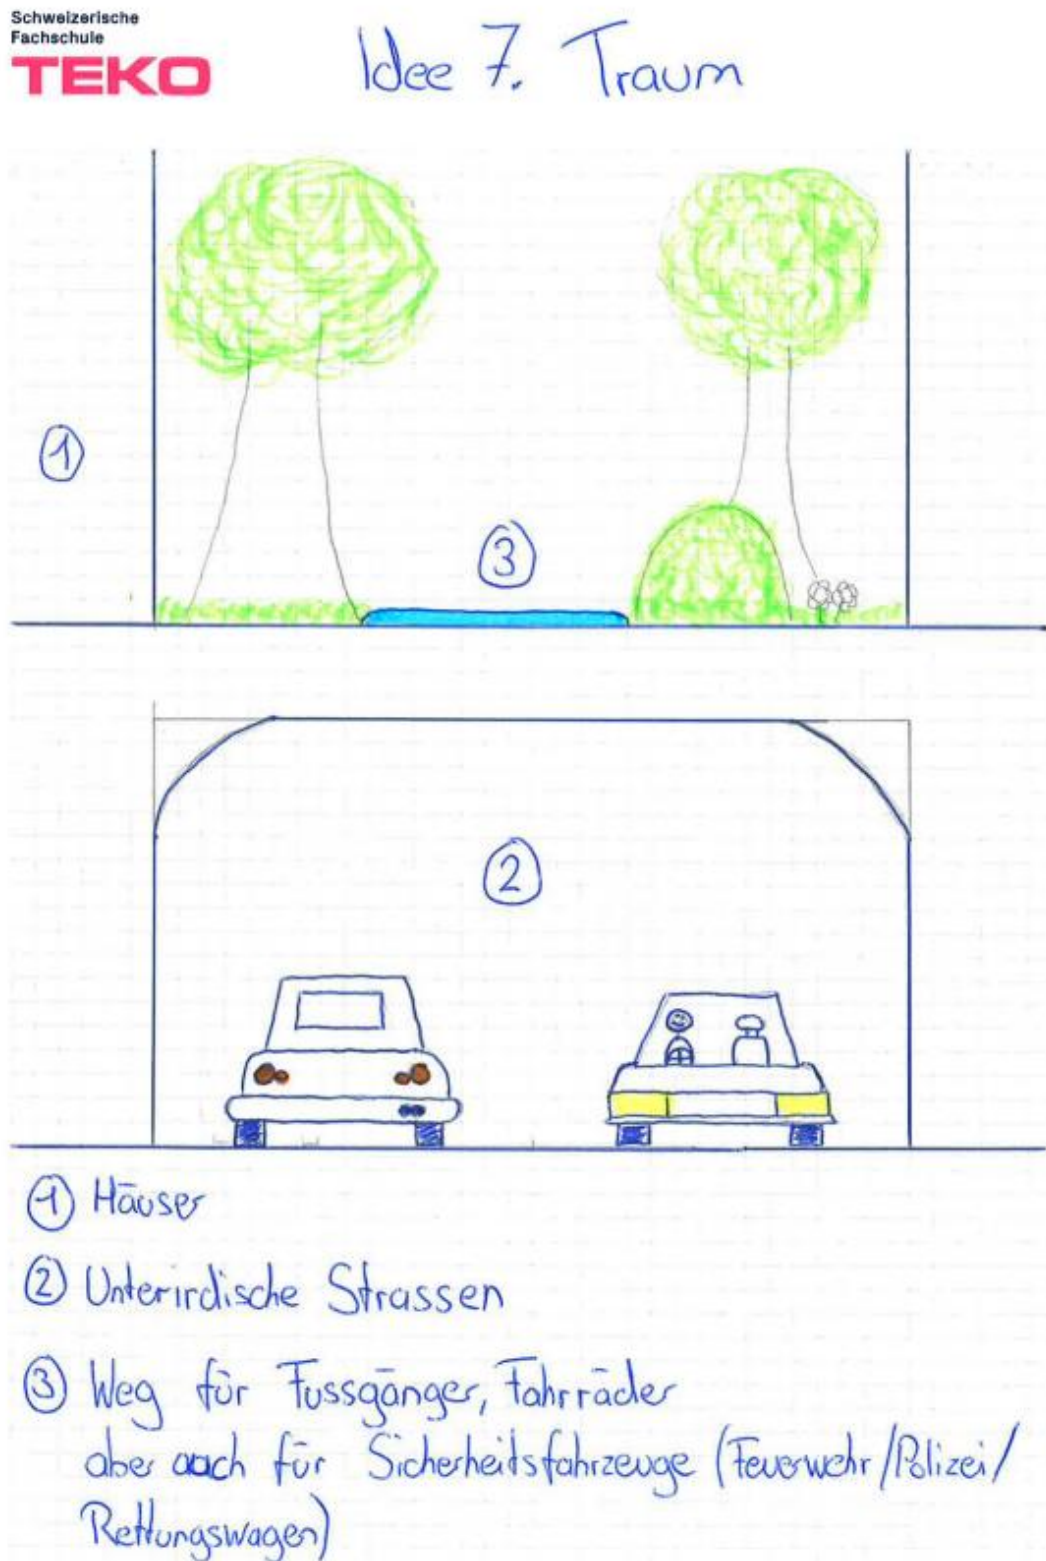 Schweizerische
Fachschule
TEKO
Idee 7. Traum
1
3
2
1 Häuser
2 Unterirdische Strassen
3 Weg für Fussgänger, Fahrräder
aber auch für Sicherheitsfahrzeuge (Feuerwehr/Polizei/
Rettungswagen)